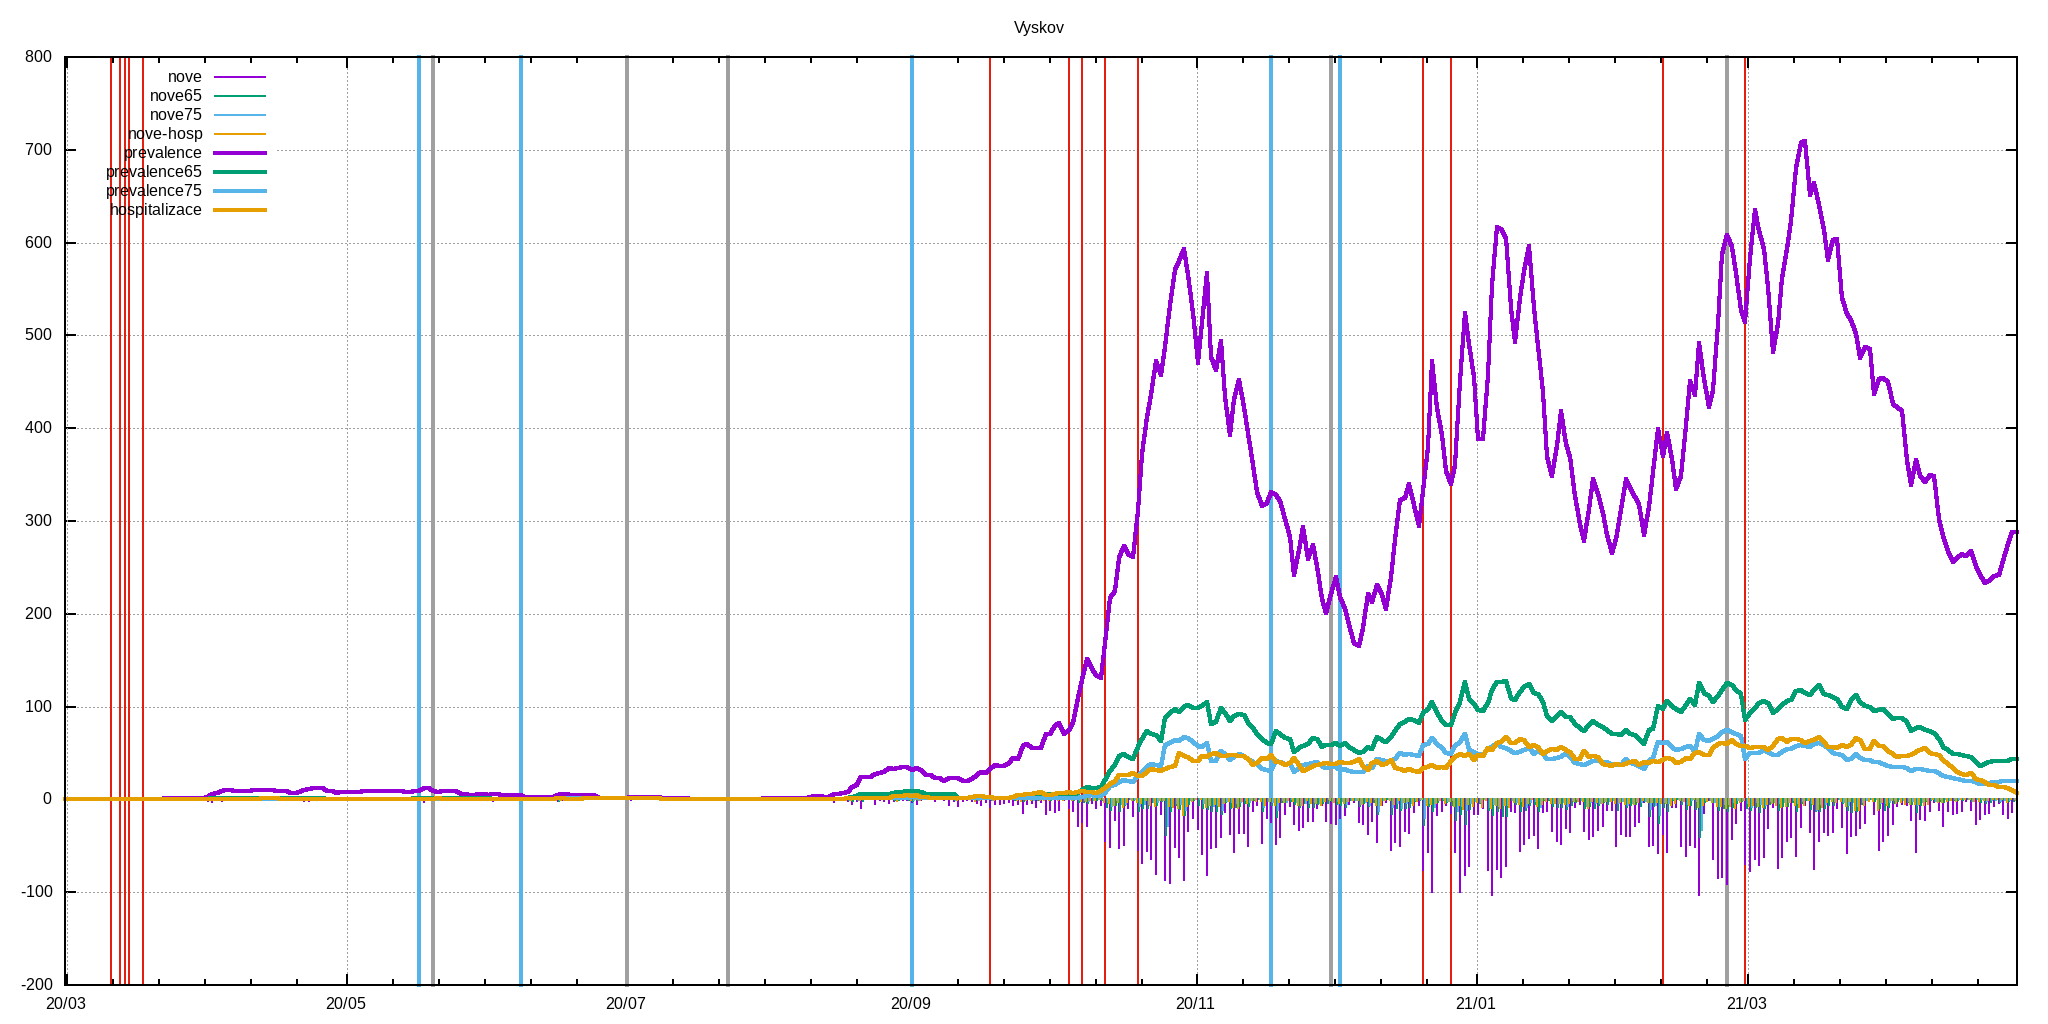 Vyskov
800
700
600
500
400
300
200
100
0
-100
-200
nove
nove65
nove75
nove-hosp
prevalence
prevalence65
prevalence75
hospitalizace
20/03 20/05 20/07 20/09 20/11 21/01 21/03